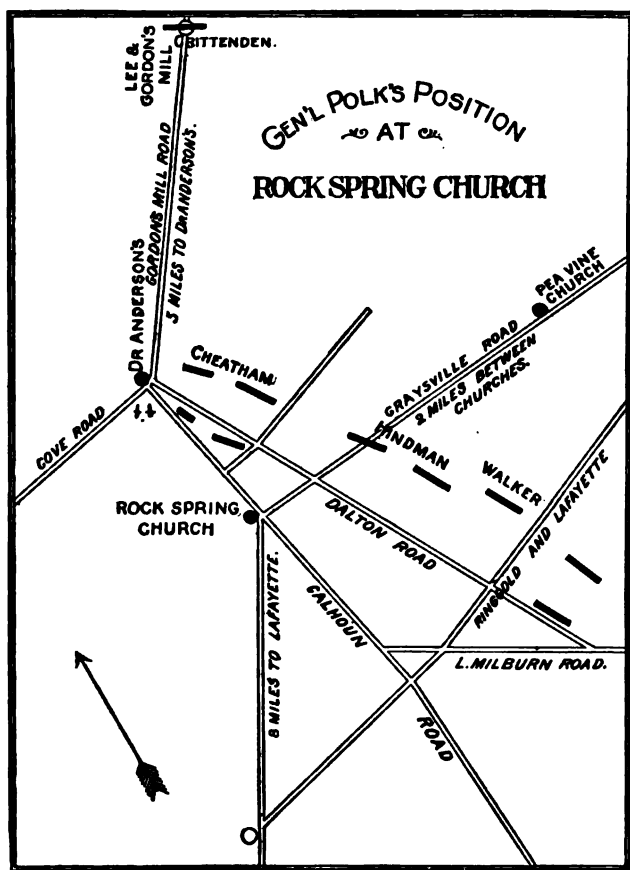 CRITTENDEN.
LEE &
GORDON'S
MILL
GEN'L POLK'S POSITION
AT
ROCK SPRING CHURCH
GORDON'S MILL ROAD
5 MILES TO DR ANDERSON'S.
DR ANDERSON'S
PEA VINE
CHURCH
CHEATHAM.
GRAYSVILLE ROAD
2 MILES BETWEEN
CHURCHES.
COVE ROAD
HINDMAN
WALKER
ROCK SPRING
CHURCH
DALTON ROAD
RINGGOLD AND LAFAYETTE
8 MILES TO LAFAYETTE.
CALHOUN
ROAD
L. MILBURN ROAD.